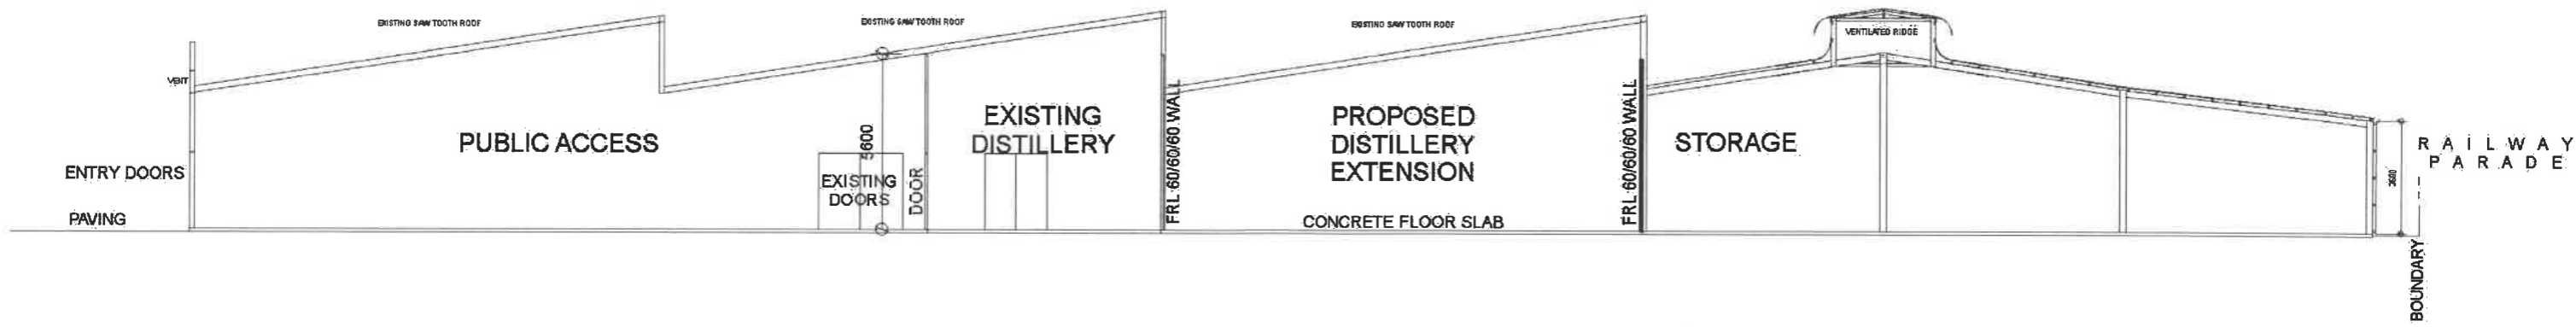 EXISTING SAW TOOTH ROOF
EXISTING SAW TOOTH ROOF
EXISTING SAW TOOTH ROOF
VENTILATED RIDGE
VENT
PUBLIC ACCESS
5600
EXISTING
DISTILLERY
FRL 60/60/60 WALL
PROPOSED
DISTILLERY
EXTENSION
FRL 60/60/60 WALL
STORAGE
RAILWAY
PARADE
ENTRY DOORS
EXISTING
DOORS
DOOR
PAVING
CONCRETE FLOOR SLAB
BOUNDARY